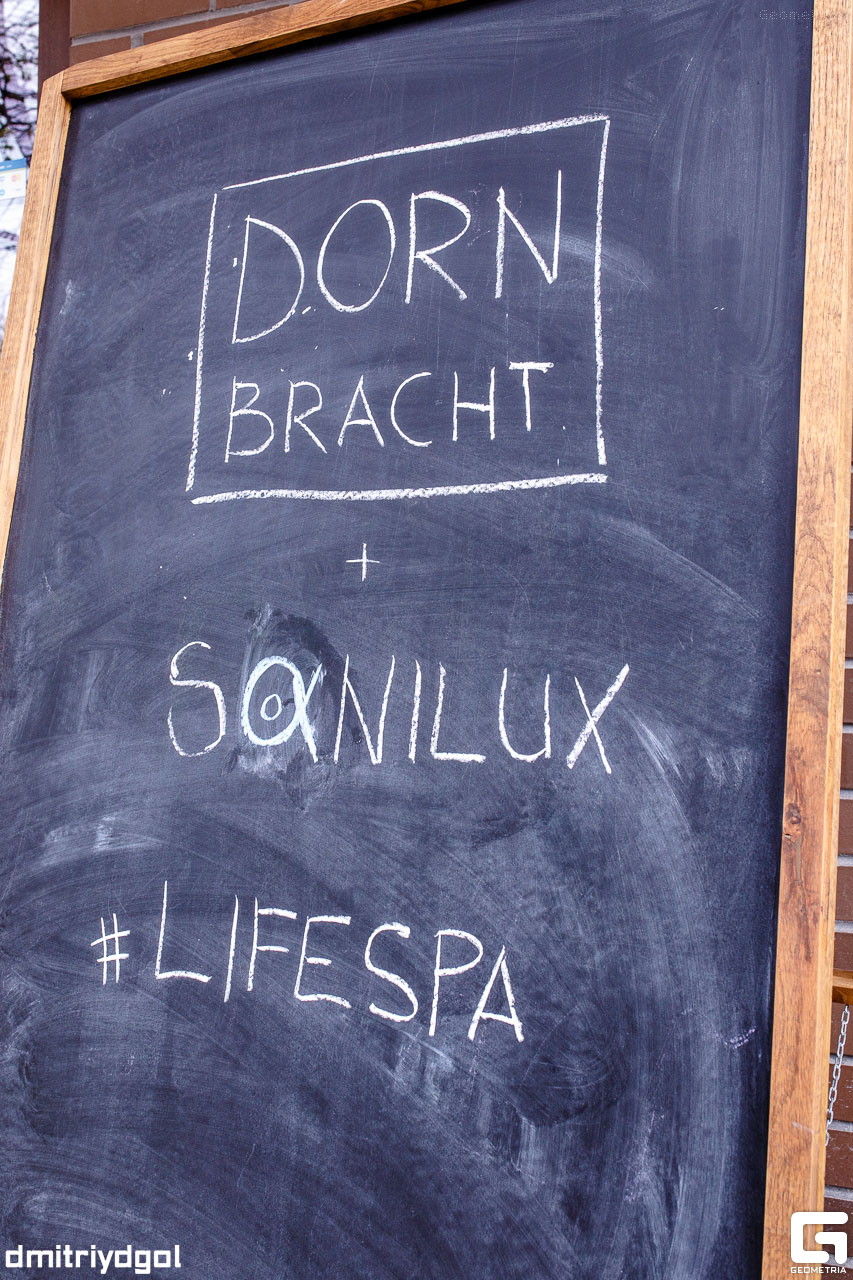 DORN
BRACHT
+
SANILUX
#LIFESPA
dmitriydgol
GEOMETRIA